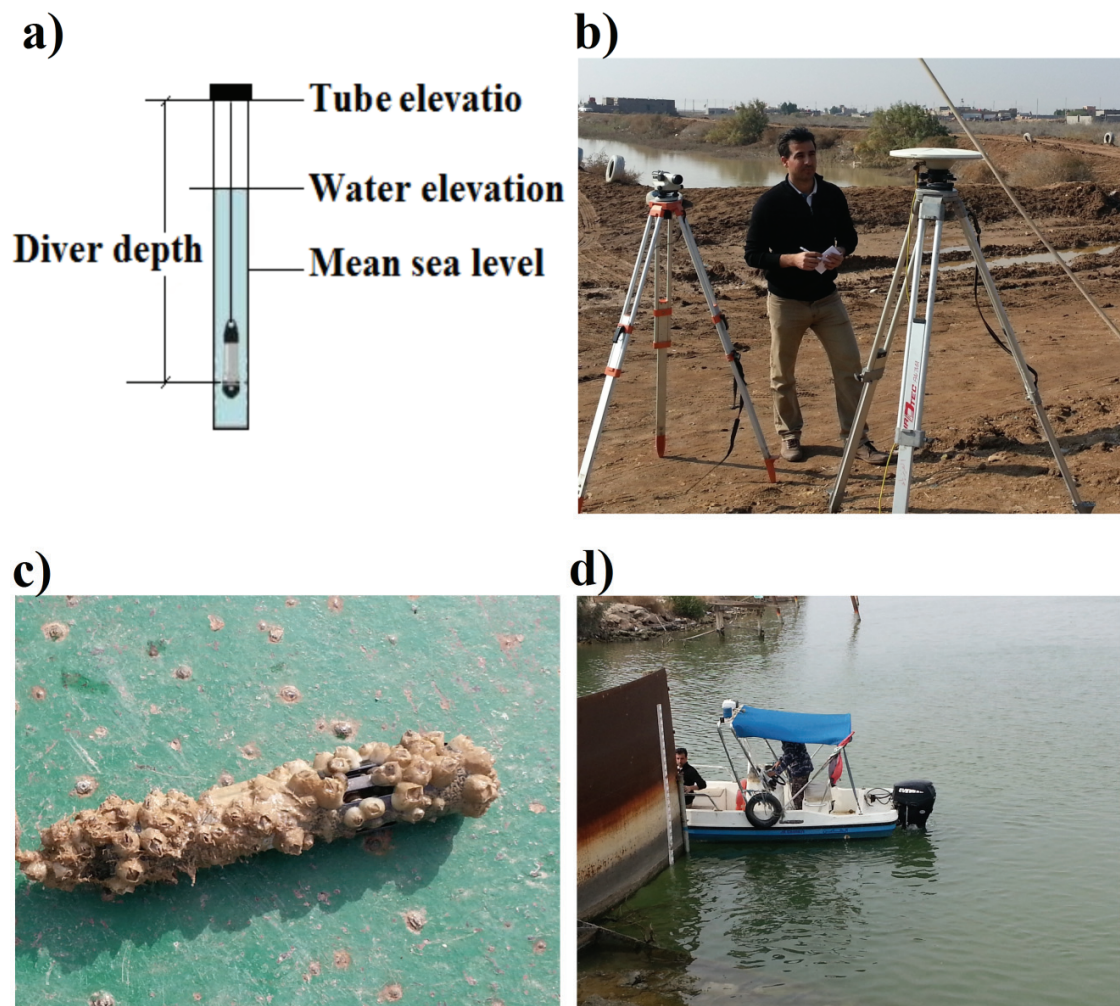 a)
Tube elevatio
Water elevation
Diver depth
Mean sea level
b)
c)
d)